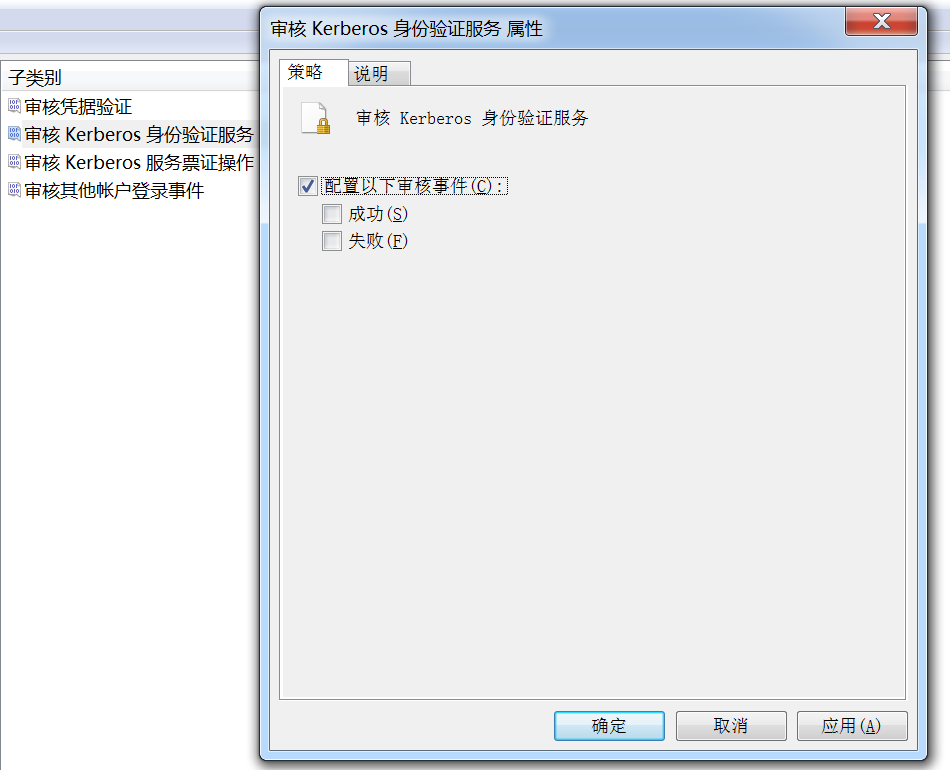 审核 Kerberos 身份验证服务 属性
子类别
审核凭据验证
审核 Kerberos 身份验证服务
审核 Kerberos 服务票证操作
审核其他帐户登录事件
策略
说明
审核 Kerberos 身份验证服务
配置以下审核事件(C):
成功(S)
失败(F)
确定
取消
应用(A)